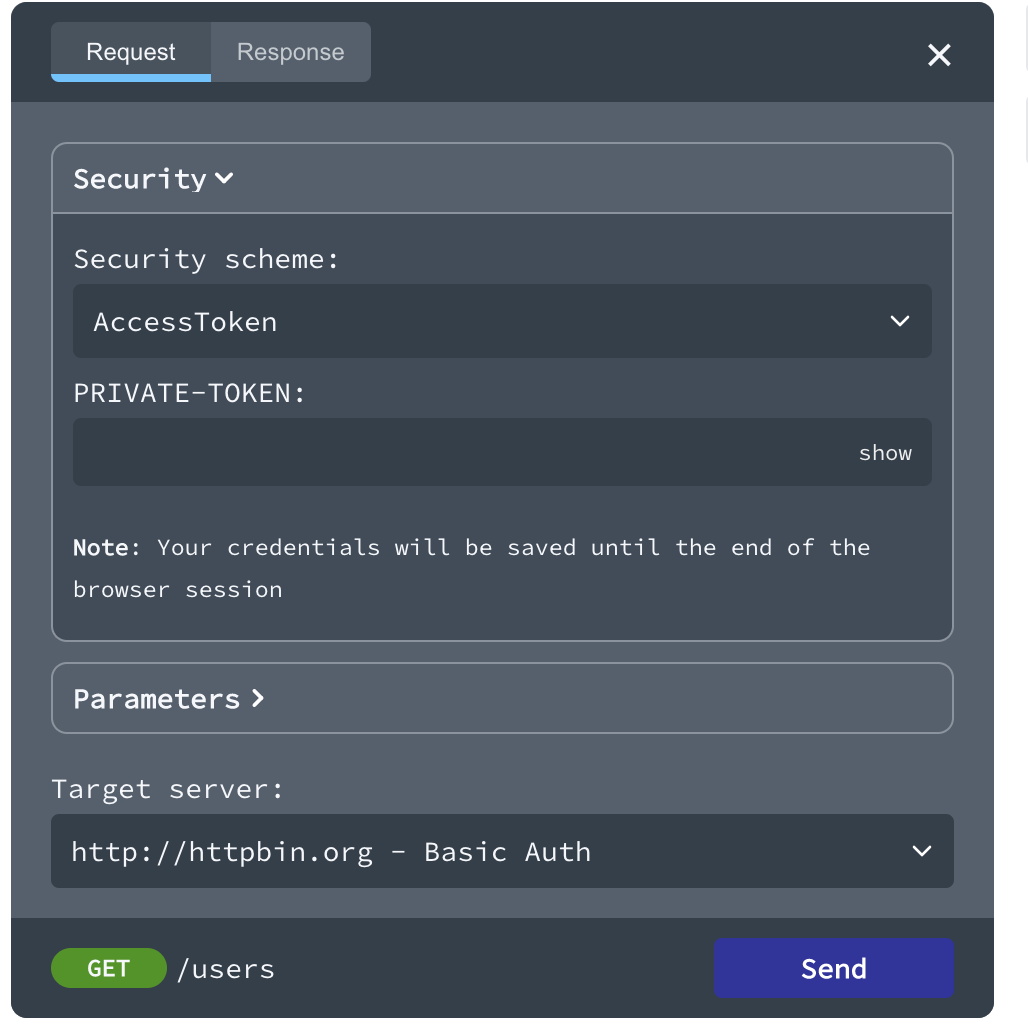 Request Response
Security
Security scheme:
AccessToken
PRIVATE-TOKEN:
show
Note: Your credentials will be saved until the end of the
browser session
Parameters
Target server:
http://httpbin.org - Basic Auth
GET /users Send